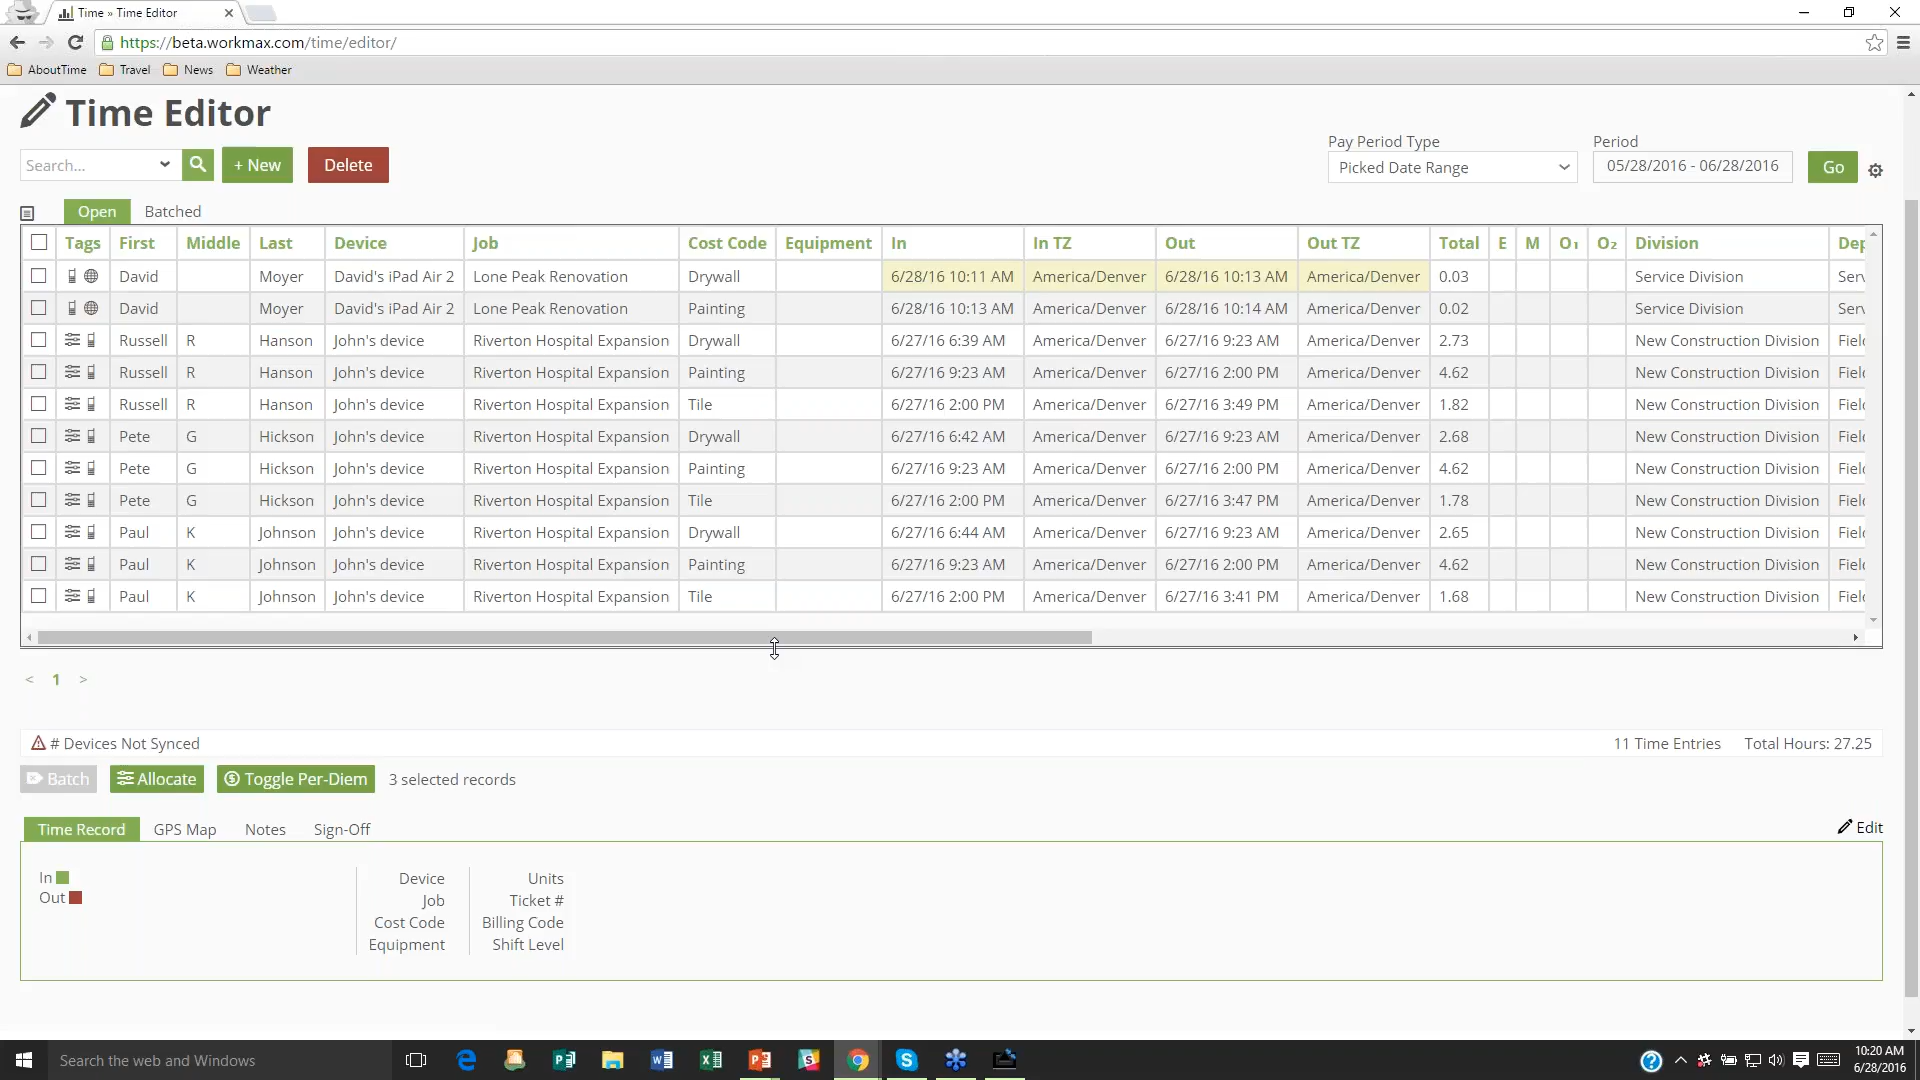 Time » Time Editor
https://beta.workmax.com/time/editor/
AboutTime Travel News Weather
Time Editor
Pay Period Type Period
Search... + New Delete Picked Date Range 05/28/2016 - 06/28/2016 Go
Open Batched
Tags First Middle Last Device Job Cost Code Equipment In In TZ Out Out TZ Total E M O₁ O₂ Division Dep
David Moyer David's iPad Air 2 Lone Peak Renovation Drywall 6/28/16 10:11 AM America/Denver 6/28/16 10:13 AM America/Denver 0.03 Service Division Serv
David Moyer David's iPad Air 2 Lone Peak Renovation Painting 6/28/16 10:13 AM America/Denver 6/28/16 10:14 AM America/Denver 0.02 Service Division Serv
Russell R Hanson John's device Riverton Hospital Expansion Drywall 6/27/16 6:39 AM America/Denver 6/27/16 9:23 AM America/Denver 2.73 New Construction Division Field
Russell R Hanson John's device Riverton Hospital Expansion Painting 6/27/16 9:23 AM America/Denver 6/27/16 2:00 PM America/Denver 4.62 New Construction Division Field
Russell R Hanson John's device Riverton Hospital Expansion Tile 6/27/16 2:00 PM America/Denver 6/27/16 3:49 PM America/Denver 1.82 New Construction Division Field
Pete G Hickson John's device Riverton Hospital Expansion Drywall 6/27/16 6:42 AM America/Denver 6/27/16 9:23 AM America/Denver 2.68 New Construction Division Field
Pete G Hickson John's device Riverton Hospital Expansion Painting 6/27/16 9:23 AM America/Denver 6/27/16 2:00 PM America/Denver 4.62 New Construction Division Field
Pete G Hickson John's device Riverton Hospital Expansion Tile 6/27/16 2:00 PM America/Denver 6/27/16 3:47 PM America/Denver 1.78 New Construction Division Field
Paul K Johnson John's device Riverton Hospital Expansion Drywall 6/27/16 6:44 AM America/Denver 6/27/16 9:23 AM America/Denver 2.65 New Construction Division Field
Paul K Johnson John's device Riverton Hospital Expansion Painting 6/27/16 9:23 AM America/Denver 6/27/16 2:00 PM America/Denver 4.62 New Construction Division Field
Paul K Johnson John's device Riverton Hospital Expansion Tile 6/27/16 2:00 PM America/Denver 6/27/16 3:41 PM America/Denver 1.68 New Construction Division Field
< 1 >
# Devices Not Synced 11 Time Entries Total Hours: 27.25
Batch Allocate Toggle Per-Diem 3 selected records
Time Record GPS Map Notes Sign-Off Edit
In Device Units
Out Job Ticket #
Cost Code Billing Code
Equipment Shift Level
Search the web and Windows
10:20 AM
6/28/2016